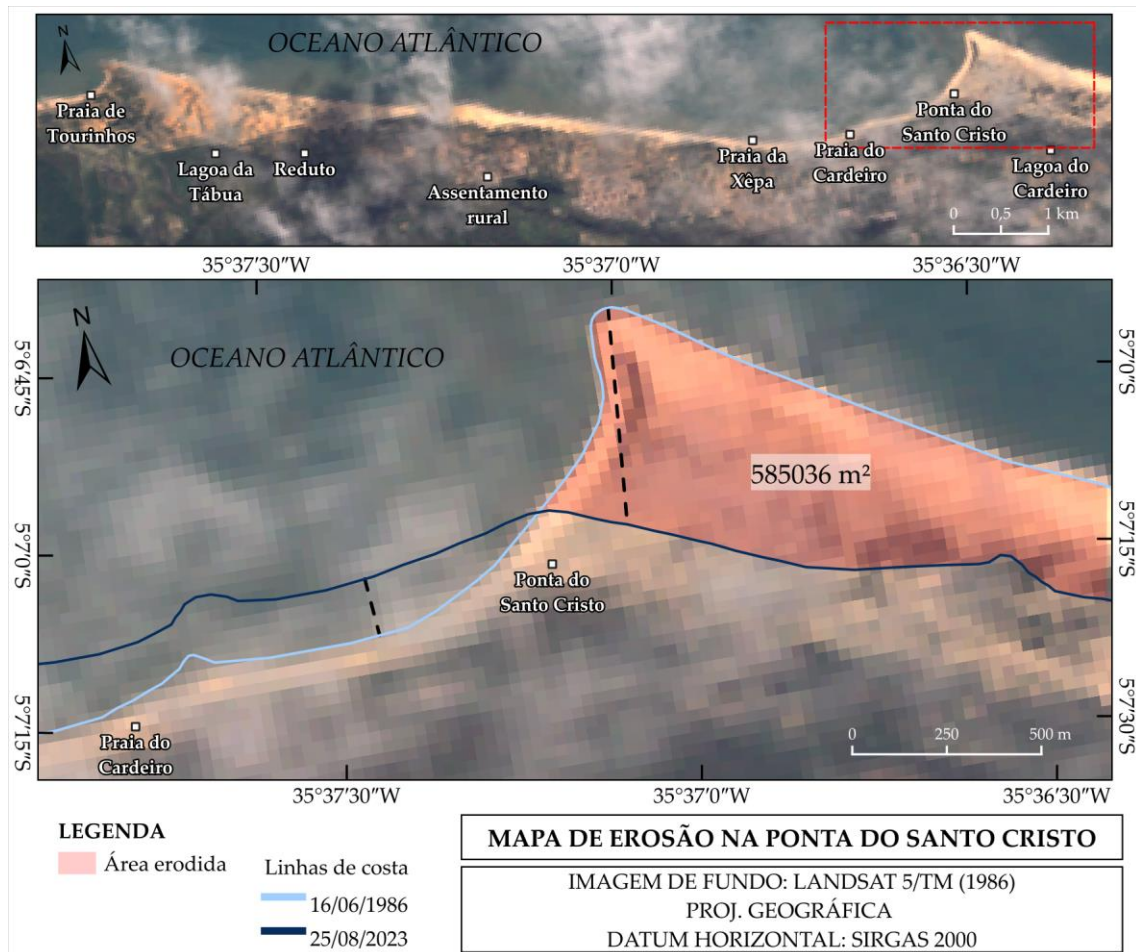 OCEANO ATLÂNTICO
N
Praia de
Tourinhos
Lagoa da
Tábua
Reduto
Assentamento
rural
Praia da
Xêpa
Praia do
Cardeiro
Ponta do
Santo Cristo
Lagoa do
Cardeiro
0 0,5 1 km
35°37'30"W 35°37'0"W 35°36'30"W
N
OCEANO ATLÂNTICO
5°6'45"S
5°7'0"S
5°7'15"S
5°7'0"S
5°7'15"S
5°7'30"S
585036 m²
Ponta do
Santo Cristo
Praia do
Cardeiro
0 250 500 m
35°37'30"W 35°37'0"W 35°36'30"W
LEGENDA
Área erodida
Linhas de costa
16/06/1986
25/08/2023
MAPA DE EROSÃO NA PONTA DO SANTO CRISTO
IMAGEM DE FUNDO: LANDSAT 5/TM (1986)
PROJ. GEOGRÁFICA
DATUM HORIZONTAL: SIRGAS 2000